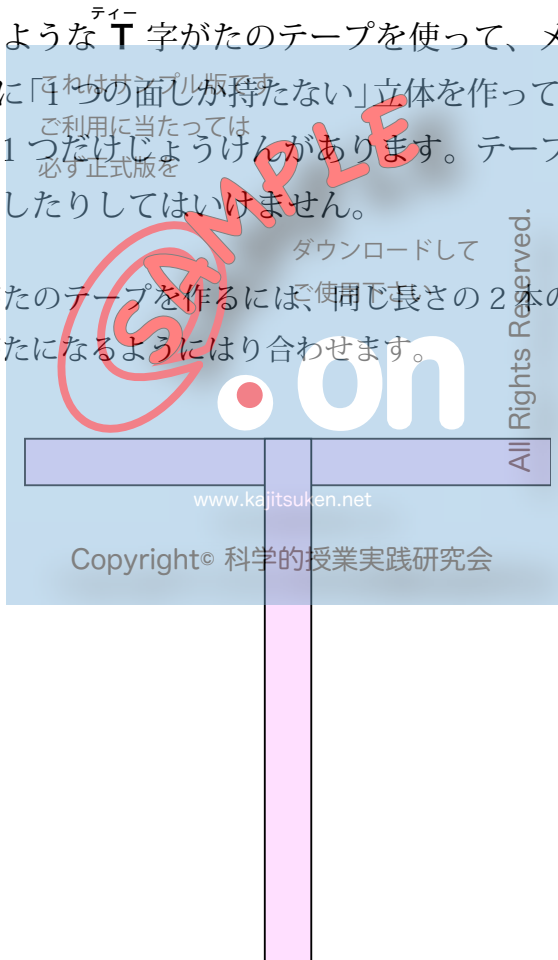 ティー
ような T 字がたのテープを使って、メ
これはサンプル版です
に「1 つの面しか持たない」立体を作って
ご利用に当たっては
1 つだけじょうけんがあります。テープ
必ず正式版を
SAMPLE
したりしてはいけません。
ダウンロードして
ご使用下さい
たのテープを作るには、同じ長さの 2 本の
たになるようにはり合わせます。
.on
All Rights Reserved.
www.kajitsuken.net
Copyright© 科学的授業実践研究会